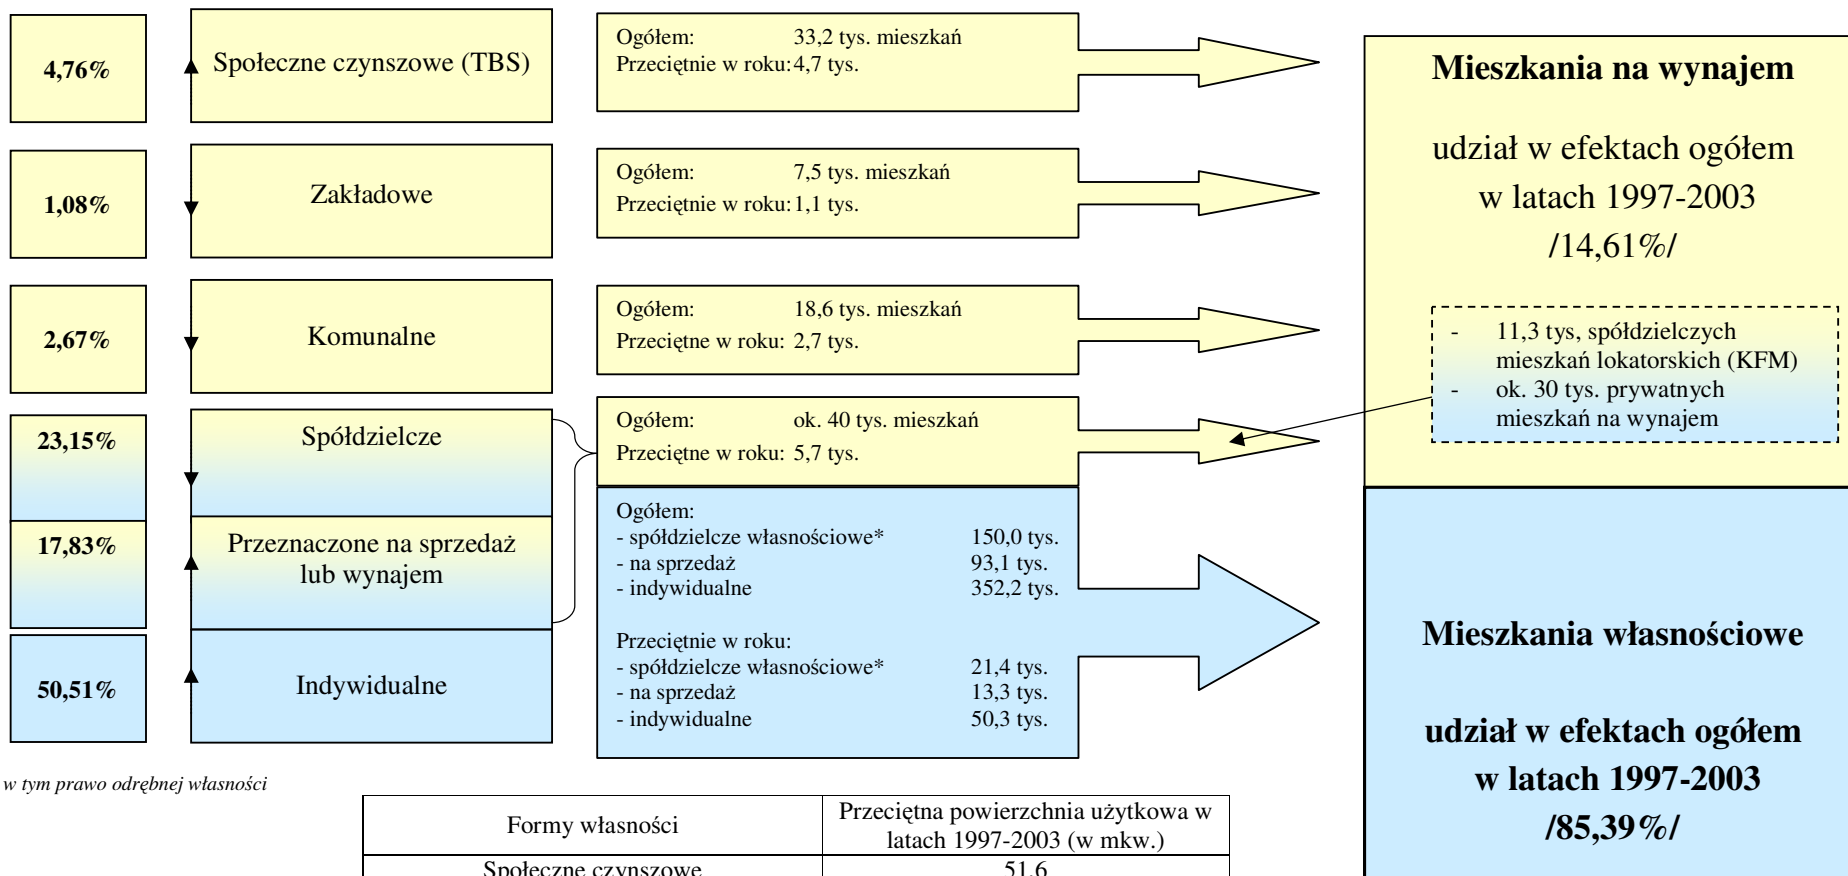 4,76%
Społeczne czynszowe (TBS)
Ogółem: 33,2 tys. mieszkań
Przeciętnie w roku: 4,7 tys.
1,08%
Zakładowe
Ogółem: 7,5 tys. mieszkań
Przeciętnie w roku: 1,1 tys.
2,67%
Komunalne
Ogółem: 18,6 tys. mieszkań
Przeciętne w roku: 2,7 tys.
23,15%
Spółdzielcze
Ogółem: ok. 40 tys. mieszkań
Przeciętne w roku: 5,7 tys.
17,83%
Przeznaczone na sprzedaż
lub wynajem
50,51%
Indywidualne
Ogółem:
- spółdzielcze własnościowe* 150,0 tys.
- na sprzedaż 93,1 tys.
- indywidualne 352,2 tys.
Przeciętnie w roku:
- spółdzielcze własnościowe* 21,4 tys.
- na sprzedaż 13,3 tys.
- indywidualne 50,3 tys.
Mieszkania na wynajem
udział w efektach ogółem
w latach 1997-2003
/14,61%/
- 11,3 tys, spółdzielczych
mieszkań lokatorskich (KFM)
- ok. 30 tys. prywatnych
mieszkań na wynajem
Mieszkania własnościowe
udział w efektach ogółem
w latach 1997-2003
/85,39%/
w tym prawo odrębnej własności
Formy własności
Przeciętna powierzchnia użytkowa w
latach 1997-2003 (w mkw.)
Społeczne czynszowe 51,6